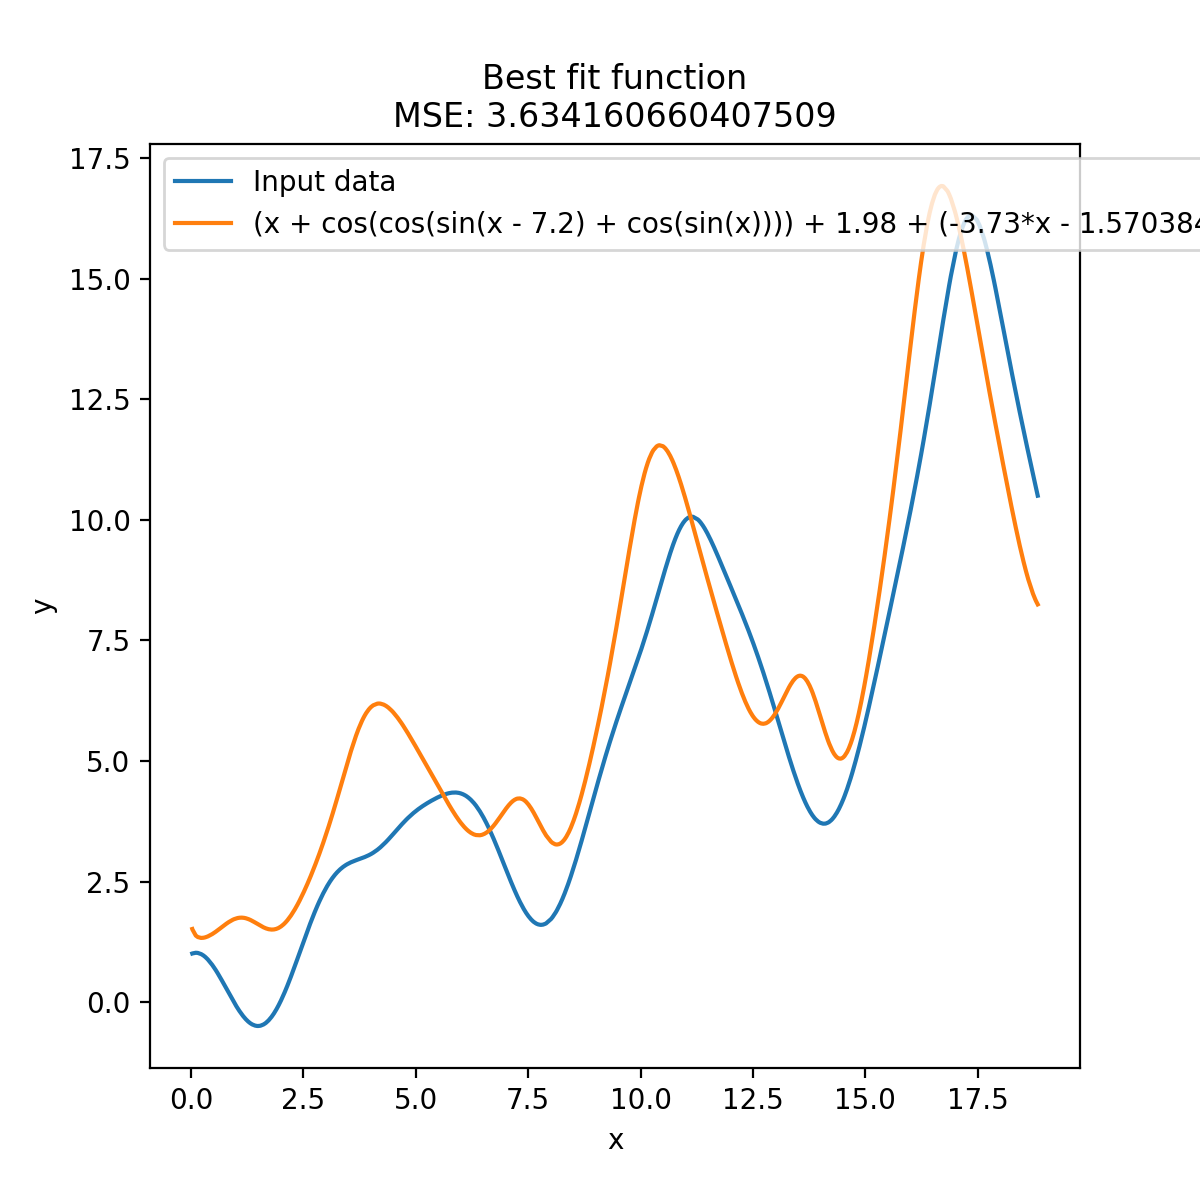 Best fit function
MSE: 3.634160660407509
Input data
(x + cos(cos(sin(x - 7.2) + cos(sin(x)))) + 1.98 + (-3.73*x - 1.570384
17.5
15.0
12.5
10.0
7.5
5.0
2.5
0.0
y
0.0 2.5 5.0 7.5 10.0 12.5 15.0 17.5
x